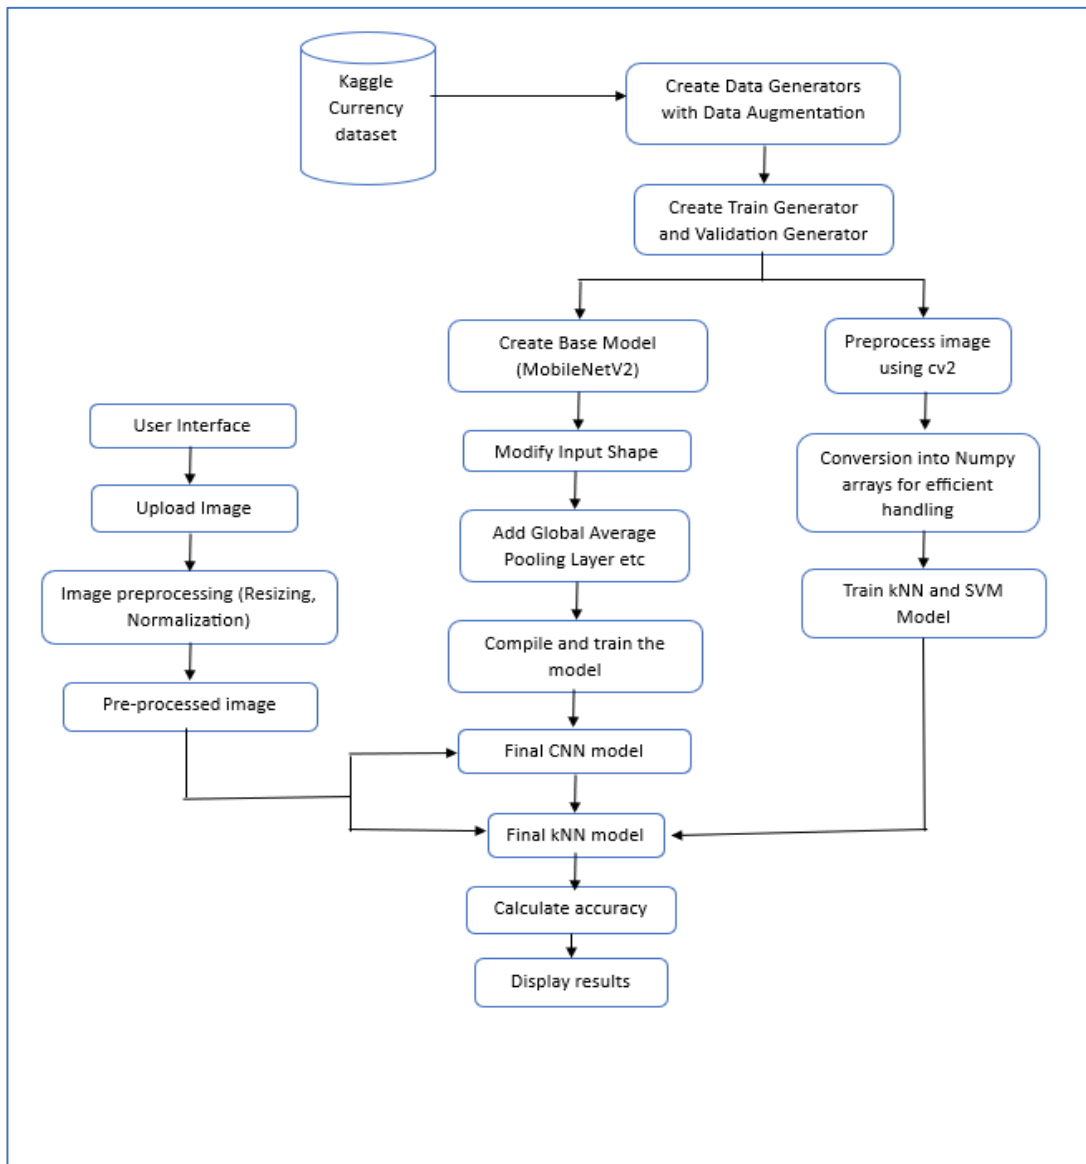 Kaggle
Currency
dataset
Create Data Generators
with Data Augmentation
Create Train Generator
and Validation Generator
Create Base Model
(MobileNetV2)
Preprocess image
using cv2
User Interface
Modify Input Shape
Conversion into Numpy
arrays for efficient
handling
Upload Image
Add Global Average
Pooling Layer etc
Image preprocessing (Resizing,
Normalization)
Train kNN and SVM
Model
Compile and train the
model
Pre-processed image
Final CNN model
Final kNN model
Calculate accuracy
Display results